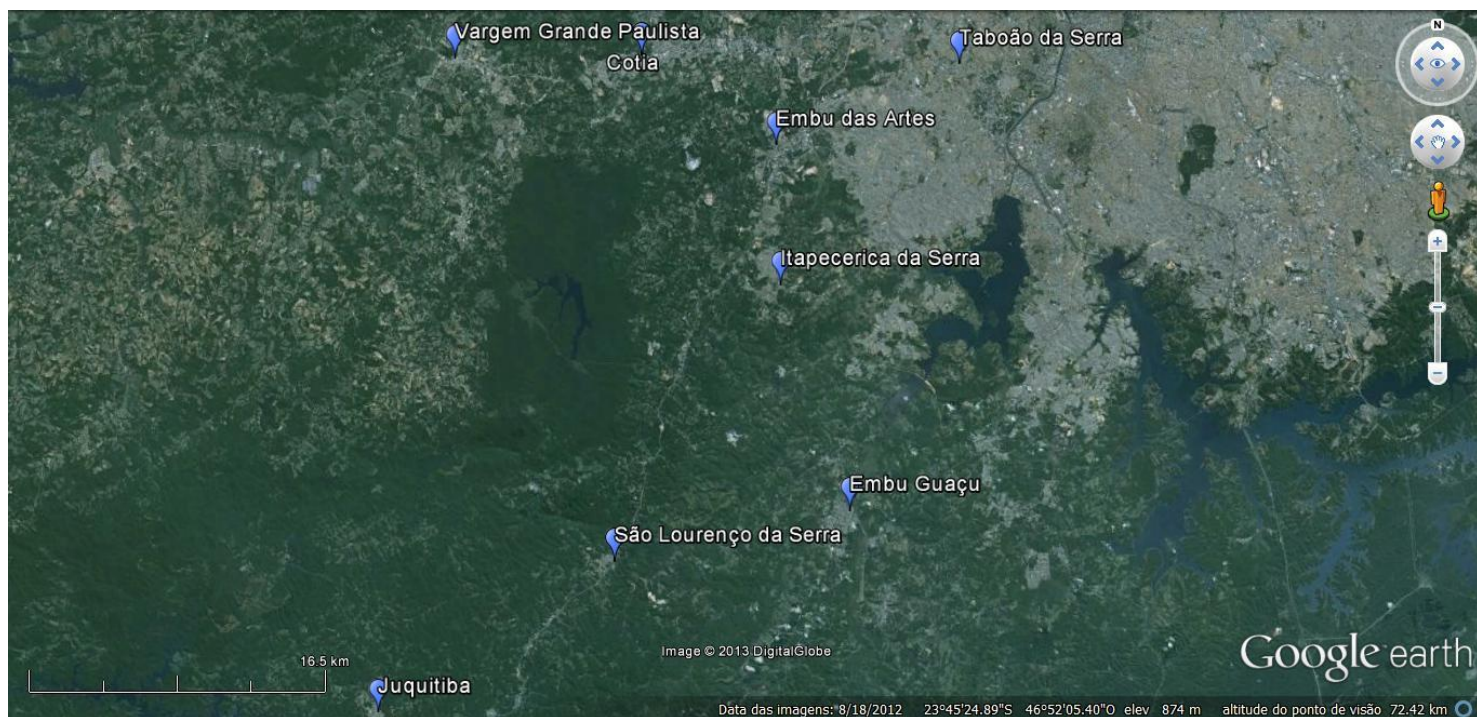 Vargem Grande Paulista
Cotia
Taboão da Serra
N
Embu das Artes
Itapecerica da Serra
Embu Guaçu
São Lourenço da Serra
Image © 2013 DigitalGlobe
Google earth
16.5 km
Juquitiba
Data das imagens: 8/18/2012 23°45'24.89"S 46°52'05.40"O elev 874 m altitude do ponto de visão 72.42 km